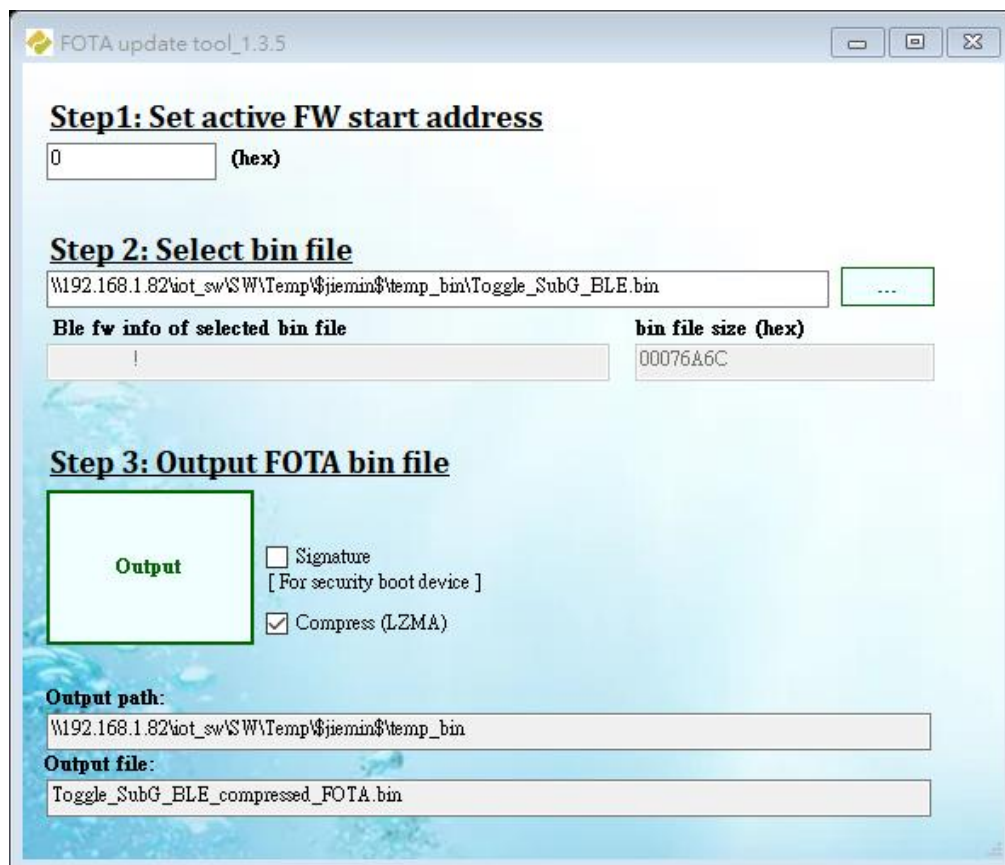 FOTA update tool_1.3.5
Step1: Set active FW start address
0 (hex)
Step 2: Select bin file
\\192.168.1.82\iot_sw\SW\Temp\$jiemin$\temp_bin\Toggle_SubG_BLE.bin ...
Ble fw info of selected bin file bin file size (hex)
! 00076A6C
Step 3: Output FOTA bin file
Output
Signature
[ For security boot device ]
Compress (LZMA)
Output path:
\\192.168.1.82\iot_sw\SW\Temp\$jiemin$\temp_bin
Output file:
Toggle_SubG_BLE_compressed_FOTA.bin